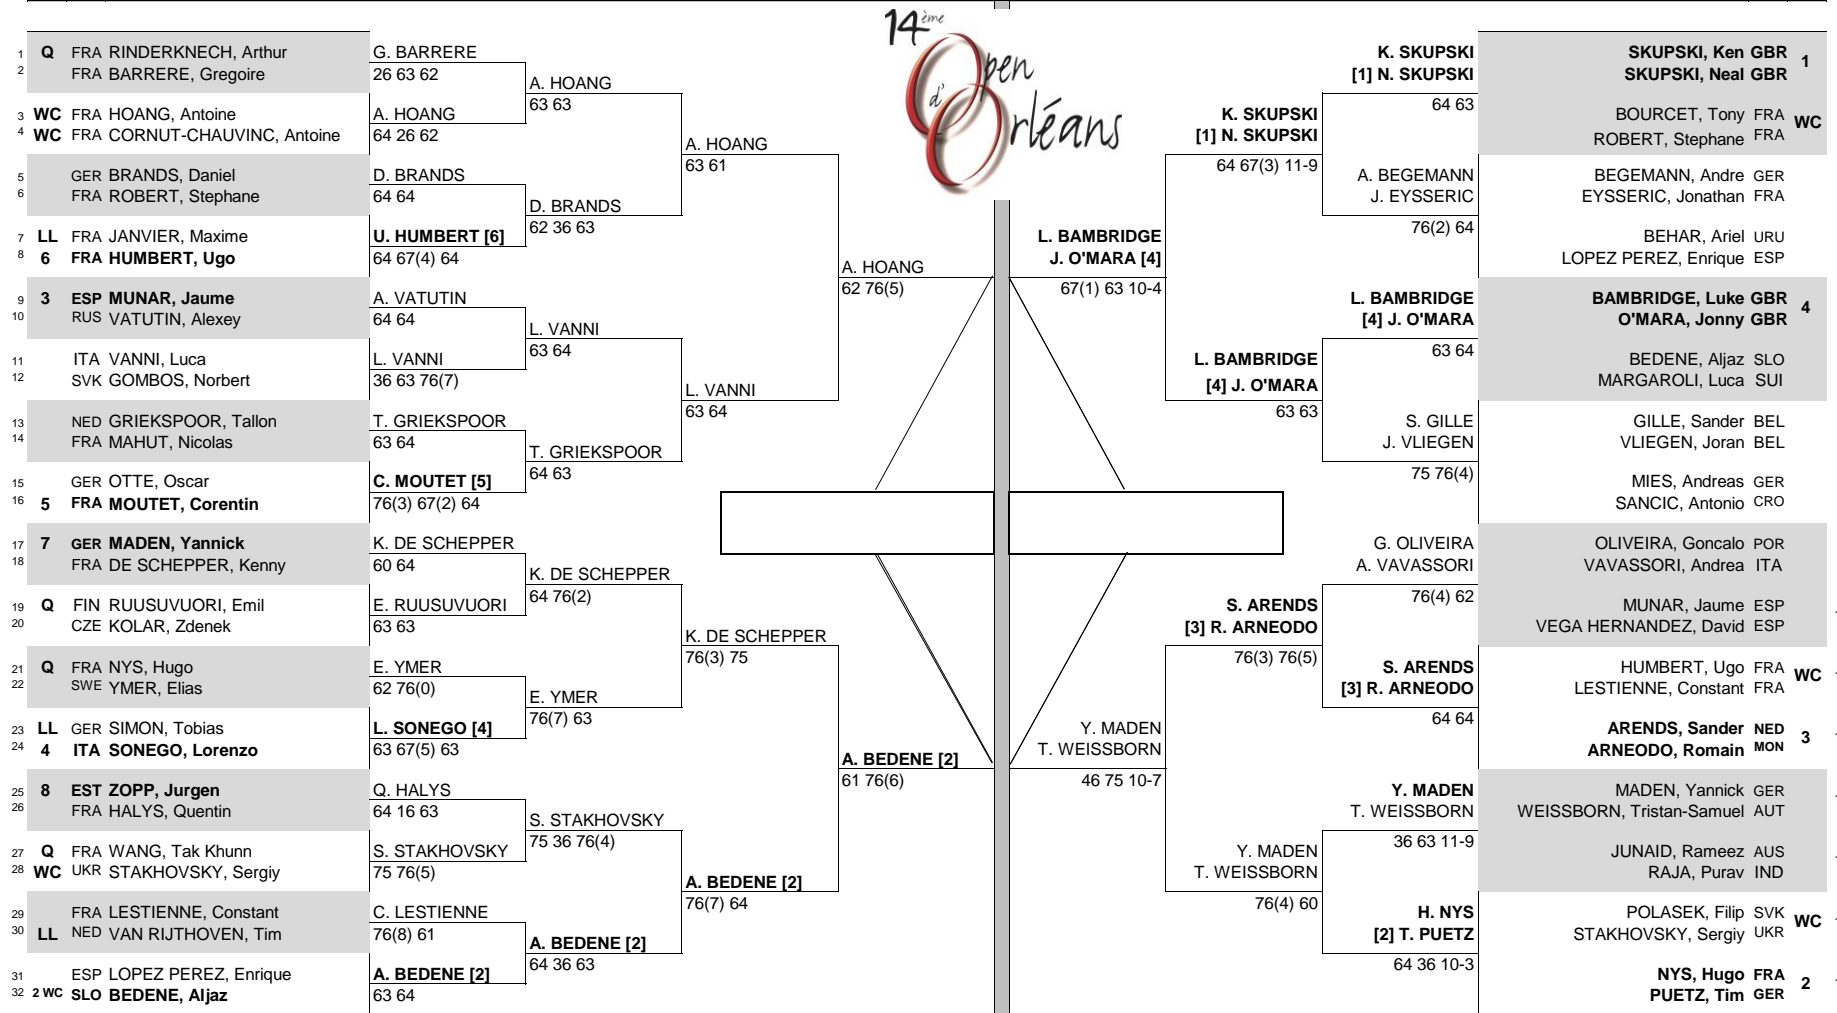 14ème
Open
d'
Orléans
1 Q FRA RINDERKNECH, Arthur
2 FRA BARRERE, Gregoire
3 WC FRA HOANG, Antoine
4 WC FRA CORNUT-CHAUVINC, Antoine
5 GER BRANDS, Daniel
6 FRA ROBERT, Stephane
7 LL FRA JANVIER, Maxime
8 6 FRA HUMBERT, Ugo
9 3 ESP MUNAR, Jaume
10 RUS VATUTIN, Alexey
11 ITA VANNI, Luca
12 SVK GOMBOS, Norbert
13 NED GRIEKSPOOR, Tallon
14 FRA MAHUT, Nicolas
15 GER OTTE, Oscar
16 5 FRA MOUTET, Corentin
17 7 GER MADEN, Yannick
18 FRA DE SCHEPPER, Kenny
19 Q FIN RUUSUVUORI, Emil
20 CZE KOLAR, Zdenek
21 Q FRA NYS, Hugo
22 SWE YMER, Elias
23 LL GER SIMON, Tobias
24 4 ITA SONEGO, Lorenzo
25 8 EST ZOPP, Jurgen
26 FRA HALYS, Quentin
27 Q FRA WANG, Tak Khunn
28 WC UKR STAKHOVSKY, Sergiy
29 FRA LESTIENNE, Constant
30 LL NED VAN RIJTHOVEN, Tim
31 ESP LOPEZ PEREZ, Enrique
32 2 WC SLO BEDENE, Aljaz
G. BARRERE
26 63 62
A. HOANG
64 26 62
D. BRANDS
64 64
U. HUMBERT [6]
64 67(4) 64
A. VATUTIN
64 64
L. VANNI
36 63 76(7)
T. GRIEKSPOOR
63 64
C. MOUTET [5]
76(3) 67(2) 64
K. DE SCHEPPER
60 64
E. RUUSUVUORI
63 63
E. YMER
62 76(0)
L. SONEGO [4]
63 67(5) 63
Q. HALYS
64 16 63
S. STAKHOVSKY
75 76(5)
C. LESTIENNE
76(8) 61
A. BEDENE [2]
63 64
A. HOANG
63 63
D. BRANDS
62 36 63
L. VANNI
63 64
T. GRIEKSPOOR
64 63
K. DE SCHEPPER
64 76(2)
E. YMER
76(7) 63
S. STAKHOVSKY
75 36 76(4)
A. BEDENE [2]
64 36 63
A. HOANG
63 61
L. VANNI
63 64
K. DE SCHEPPER
76(3) 75
A. BEDENE [2]
76(7) 64
A. HOANG
62 76(5)
A. BEDENE [2]
61 76(6)
L. BAMBRIDGE
J. O'MARA [4]
67(1) 63 10-4
Y. MADEN
T. WEISSBORN
46 75 10-7
K. SKUPSKI
[1] N. SKUPSKI
64 67(3) 11-9
L. BAMBRIDGE
[4] J. O'MARA
63 63
S. ARENDS
[3] R. ARNEODO
76(3) 76(5)
Y. MADEN
T. WEISSBORN
76(4) 60
K. SKUPSKI
[1] N. SKUPSKI
64 63
A. BEGEMANN
J. EYSSERIC
76(2) 64
L. BAMBRIDGE
[4] J. O'MARA
63 64
S. GILLE
J. VLIEGEN
75 76(4)
G. OLIVEIRA
A. VAVASSORI
76(4) 62
S. ARENDS
[3] R. ARNEODO
64 64
Y. MADEN
T. WEISSBORN
36 63 11-9
H. NYS
[2] T. PUETZ
64 36 10-3
SKUPSKI, Ken GBR 1
SKUPSKI, Neal GBR
BOURCET, Tony FRA WC
ROBERT, Stephane FRA
BEGEMANN, Andre GER
EYSSERIC, Jonathan FRA
BEHAR, Ariel URU
LOPEZ PEREZ, Enrique ESP
BAMBRIDGE, Luke GBR 4
O'MARA, Jonny GBR
BEDENE, Aljaz SLO
MARGAROLI, Luca SUI
GILLE, Sander BEL
VLIEGEN, Joran BEL
MIES, Andreas GER
SANCIC, Antonio CRO
OLIVEIRA, Goncalo POR
VAVASSORI, Andrea ITA
MUNAR, Jaume ESP
VEGA HERNANDEZ, David ESP
HUMBERT, Ugo FRA WC
LESTIENNE, Constant FRA
ARENDS, Sander NED 3
ARNEODO, Romain MON
MADEN, Yannick GER
WEISSBORN, Tristan-Samuel AUT
JUNAID, Rameez AUS
RAJA, Purav IND
POLASEK, Filip SVK WC
STAKHOVSKY, Sergiy UKR
NYS, Hugo FRA 2
PUETZ, Tim GER